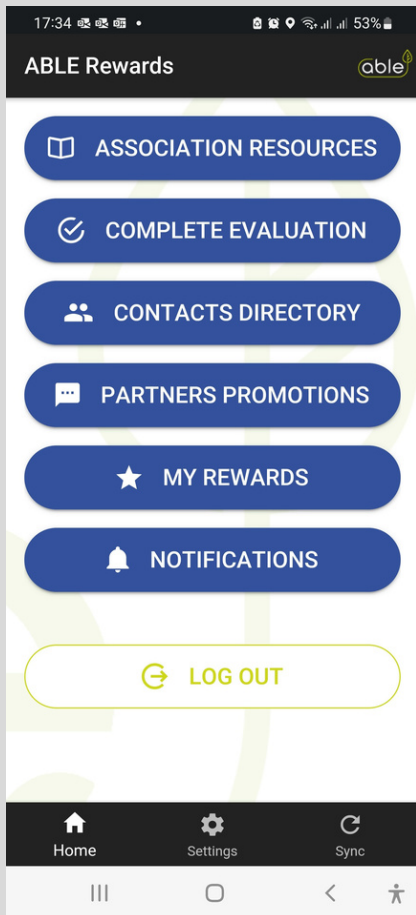 17:34 53%
ABLE Rewards able
ASSOCIATION RESOURCES
COMPLETE EVALUATION
CONTACTS DIRECTORY
PARTNERS PROMOTIONS
MY REWARDS
NOTIFICATIONS
LOG OUT
Home Settings Sync